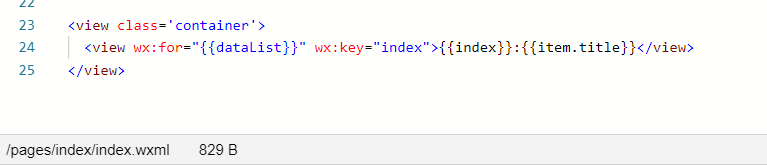 22
23 <view class='container'>
24 <view wx:for="{{dataList}}" wx:key="index">{{index}}:{{item.title}}</view>
25 </view>
/pages/index/index.wxml 829 B